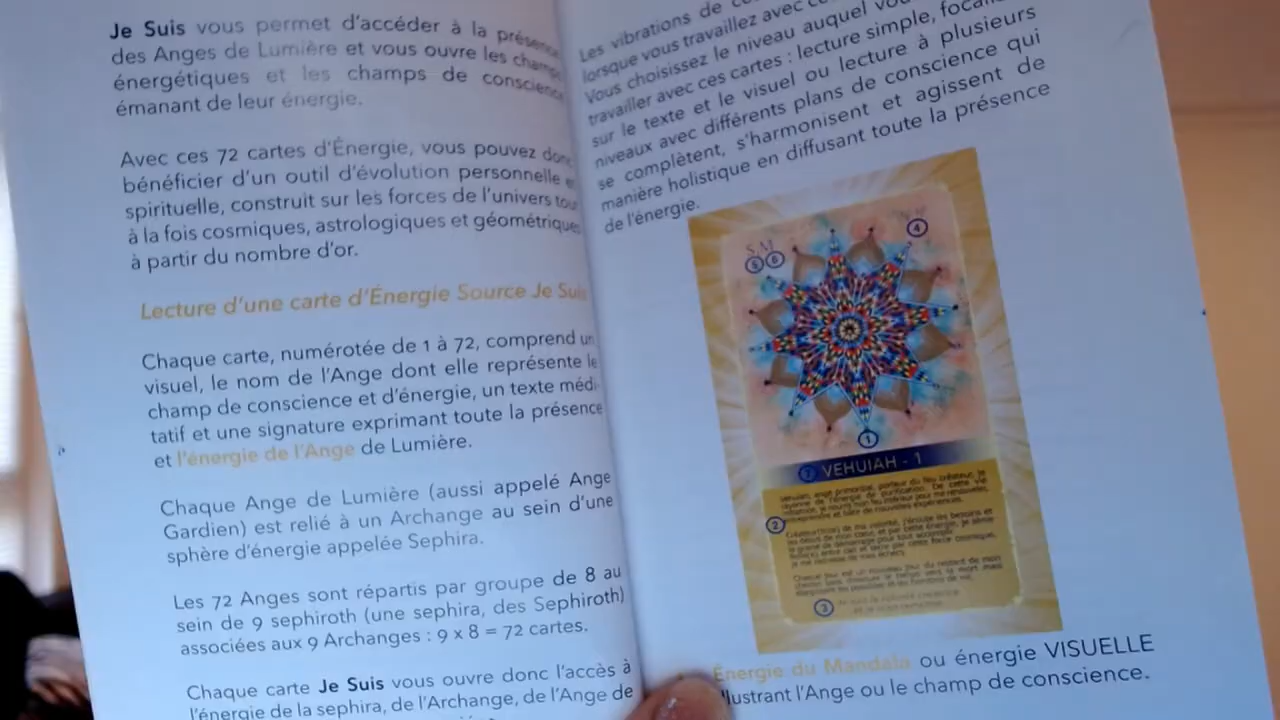 Je Suis vous permet d'accéder à la présence
des Anges de Lumière et vous ouvre les champs
énergétiques et les champs de conscience
émanant de leur énergie.
Avec ces 72 cartes d'Énergie, vous pouvez donc
bénéficier d'un outil d'évolution personnelle et
spirituelle, construit sur les forces de l'univers tout
à la fois cosmiques, astrologiques et géométriques
à partir du nombre d'or.
Lecture d'une carte d'Énergie Source Je Suis
Chaque carte, numérotée de 1 à 72, comprend un
visuel, le nom de l'Ange dont elle représente le
champ de conscience et d'énergie, un texte médi-
tatif et une signature exprimant toute la présence
et l'énergie de l'Ange de Lumière.
Chaque Ange de Lumière (aussi appelé Ange
Gardien) est relié à un Archange au sein d'une
sphère d'énergie appelée Sephira.
Les 72 Anges sont répartis par groupe de 8 au
sein de 9 sephiroth (une sephira, des Sephiroth)
associées aux 9 Archanges : 9 x 8 = 72 cartes.
Chaque carte Je Suis vous ouvre donc l'accès à
l'énergie de la sephira, de l'Archange, de l'Ange de
Les vibrations de
lorsque vous travaillez avec
Vous choisissez le niveau auquel
travailler avec ces cartes : lecture simple,
sur le texte et le visuel ou lecture à plusieurs
niveaux avec différents plans de conscience qui
se complètent, s'harmonisent et agissent de
manière holistique en diffusant toute la présence
de l'énergie.
4
5 6
1
7 VEHUIAH - 1
2
3
Énergie du Mandala ou énergie VISUELLE
illustrant l'Ange ou le champ de conscience.